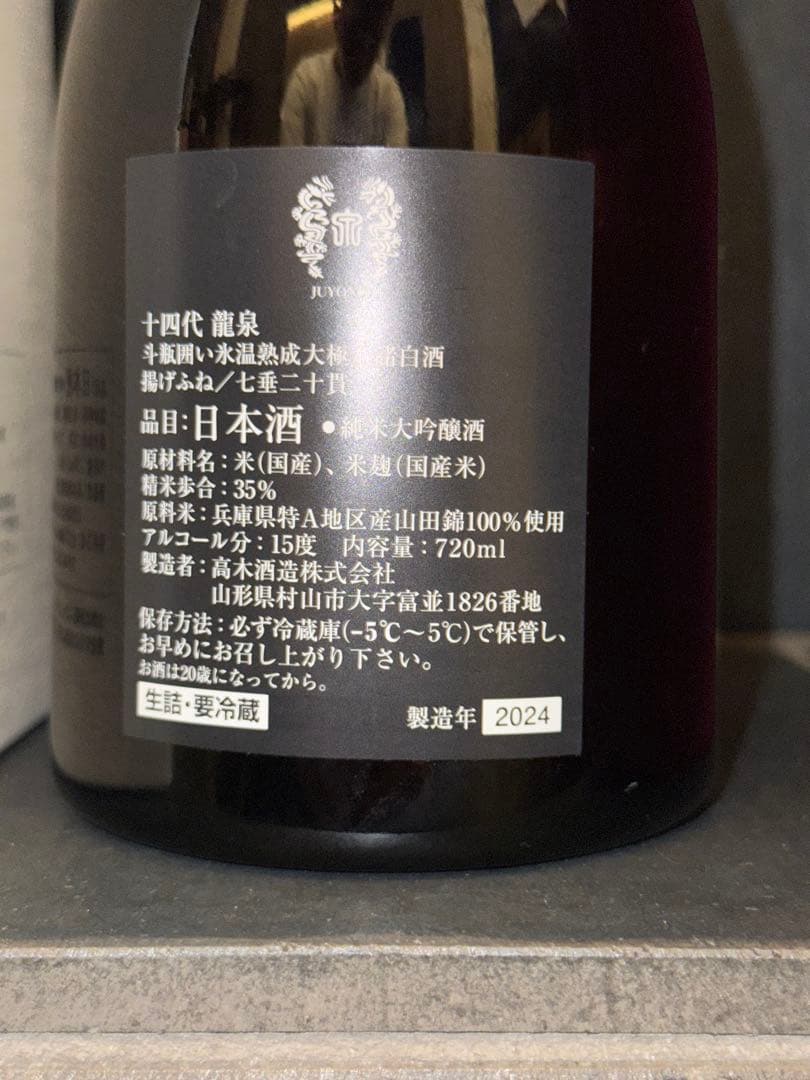 JUYON
十四代 龍泉
斗瓶囲い氷温熟成大極 諸白酒
揚げふね／七垂二十貫
品目：日本酒 ●純米大吟醸酒
原材料名：米(国産)、米麹(国産米)
精米歩合：35%
原料米：兵庫県特A地区産山田錦100%使用
アルコール分：15度 内容量：720ml
製造者：高木酒造株式会社
山形県村山市大字富並1826番地
保存方法：必ず冷蔵庫(-5℃～5℃)で保管し、
お早めにお召し上がり下さい。
お酒は20歳になってから。
生詰・要冷蔵
製造年 2024